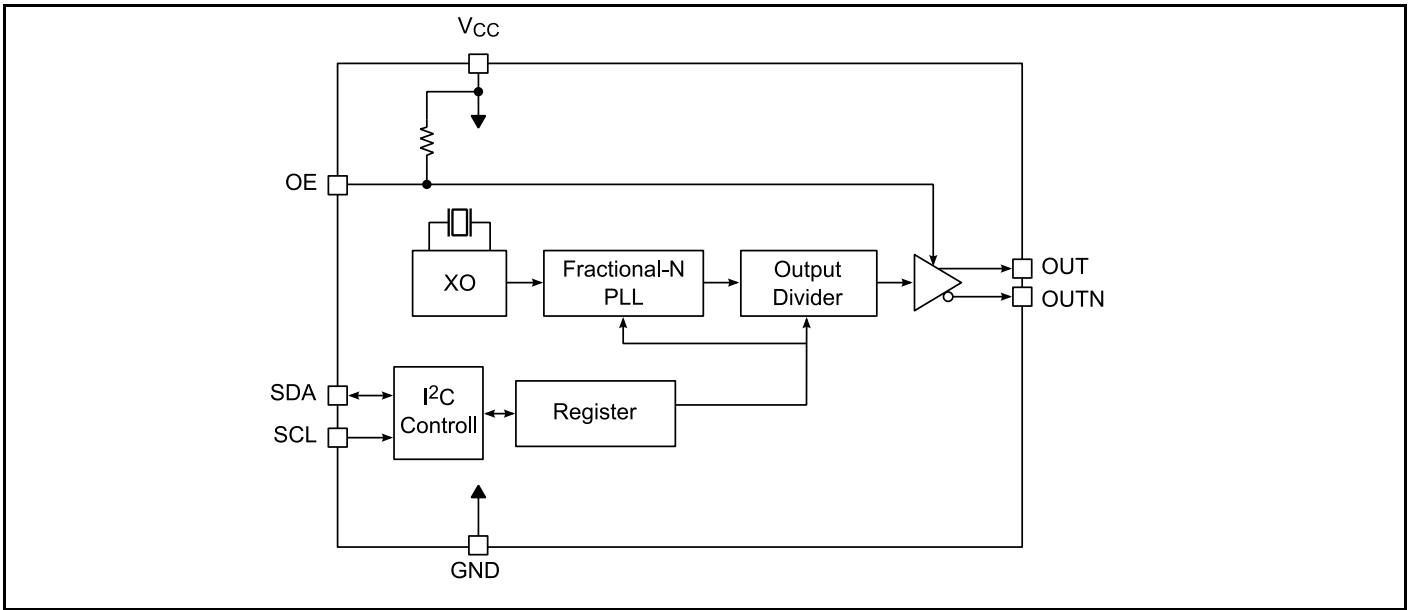 VCC
OE
XO
Fractional-N
PLL
Output
Divider
OUT
OUTN
SDA
SCL
I²C
Controll
Register
GND